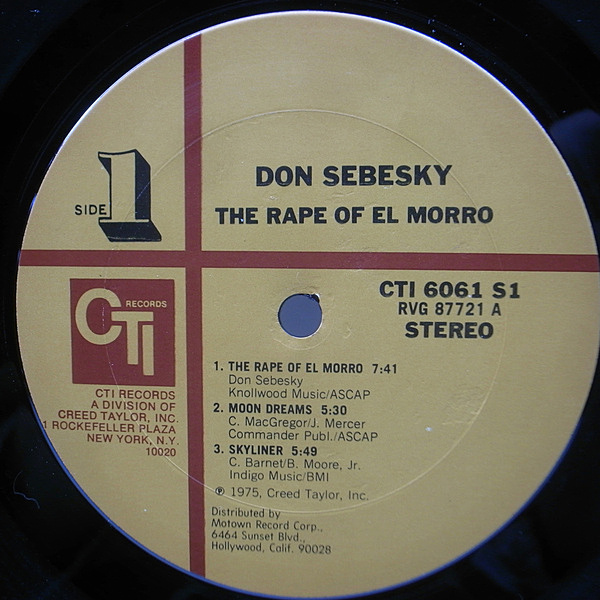 DON SEBESKY
THE RAPE OF EL MORRO
SIDE 1
CTI 6061 S1
RVG 87721 A
STEREO
CTI RECORDS
CTI RECORDS
A DIVISION OF
CREED TAYLOR, INC.
1 ROCKEFELLER PLAZA
NEW YORK, N.Y.
10020
1. THE RAPE OF EL MORRO 7:41
Don Sebesky
Knollwood Music/ASCAP
2. MOON DREAMS 5:30
C. MacGregor/J. Mercer
Commander Publ./ASCAP
3. SKYLINER 5:49
C. Barnet/B. Moore, Jr.
Indigo Music/BMI
℗ 1975, Creed Taylor, Inc.
Distributed by
Motown Record Corp.,
6464 Sunset Blvd.,
Hollywood, Calif. 90028